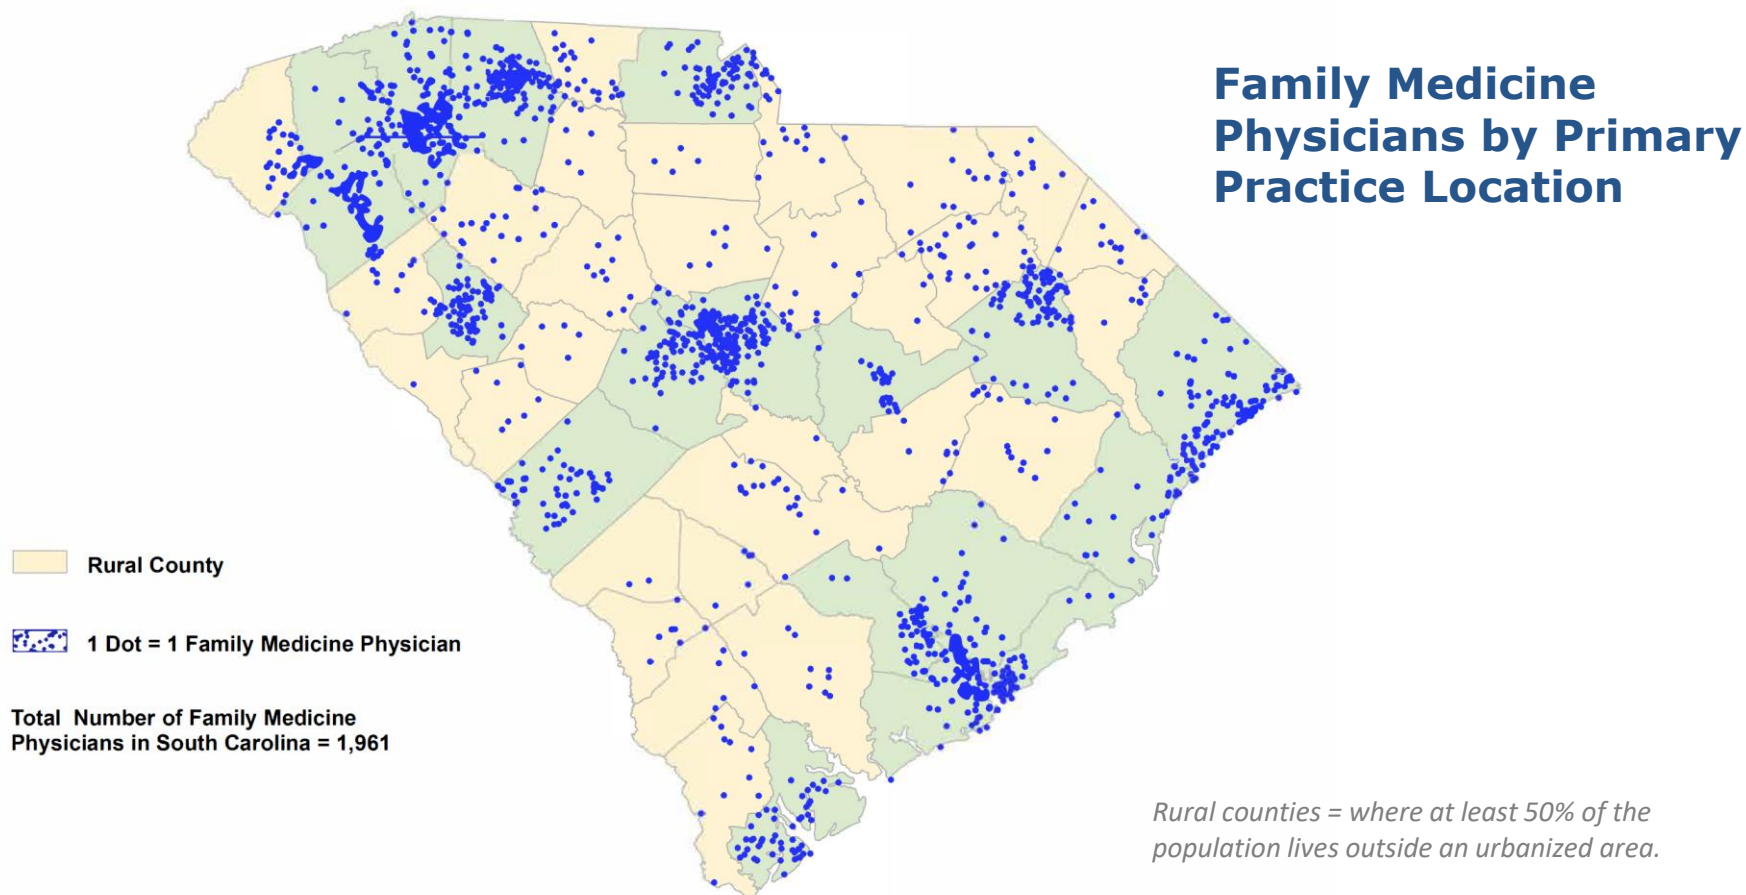 Family Medicine
Physicians by Primary
Practice Location
Rural County
1 Dot = 1 Family Medicine Physician
Total Number of Family Medicine
Physicians in South Carolina = 1,961
Rural counties = where at least 50% of the
population lives outside an urbanized area.